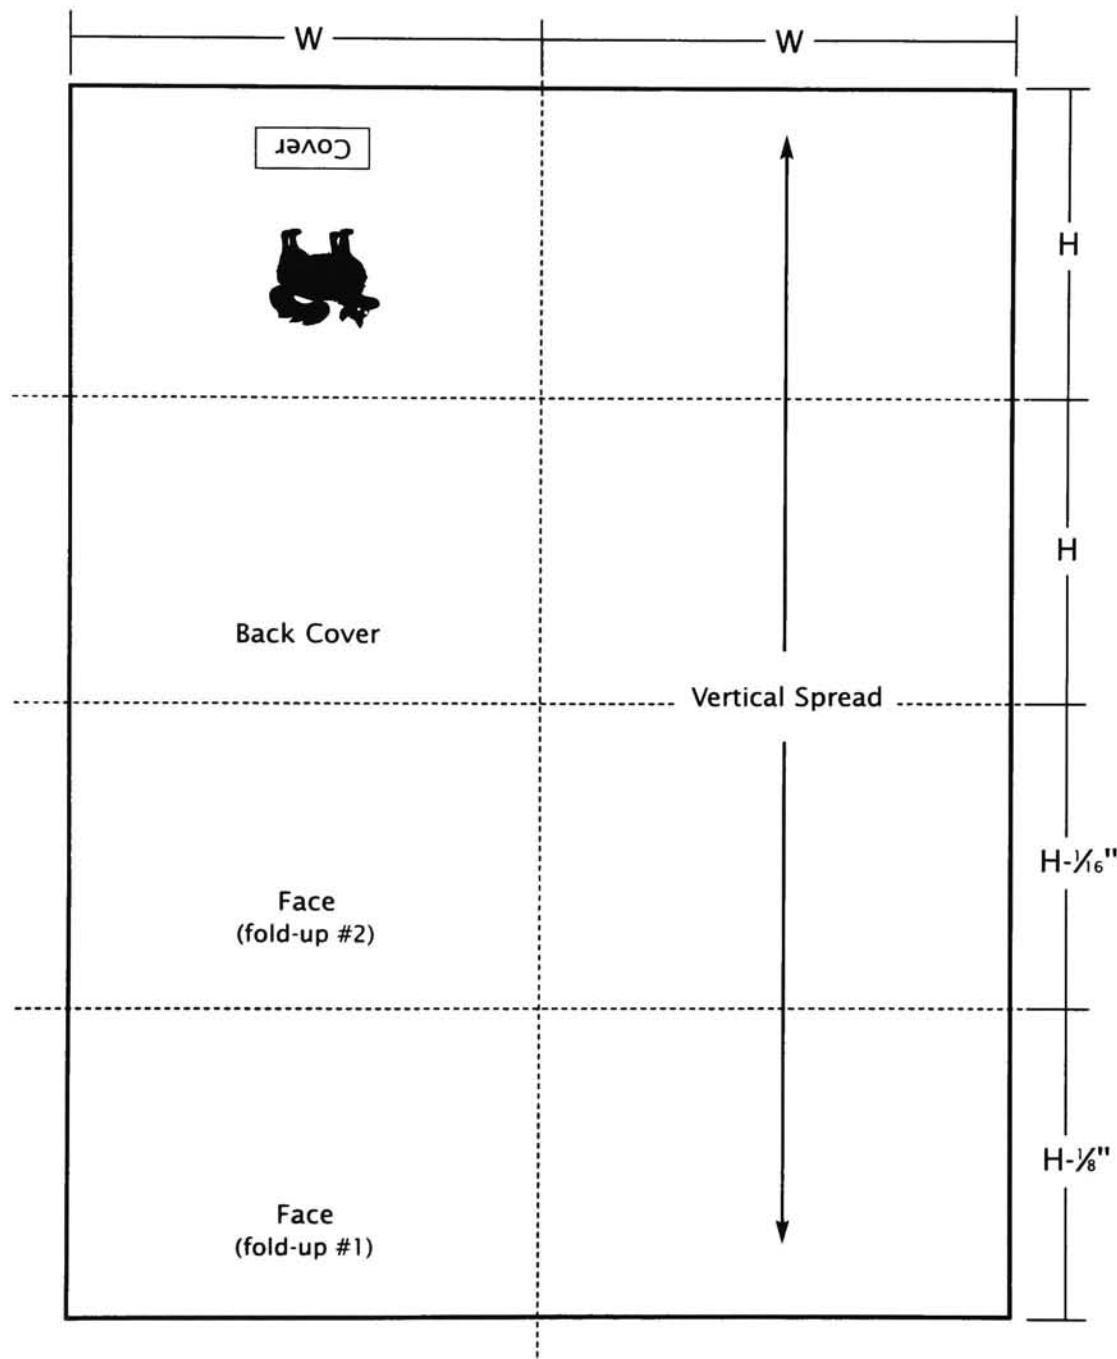 W W
Cover
H
H
Back Cover
Vertical Spread
H-1/16"
Face
(fold-up #2)
H-1/8"
Face
(fold-up #1)